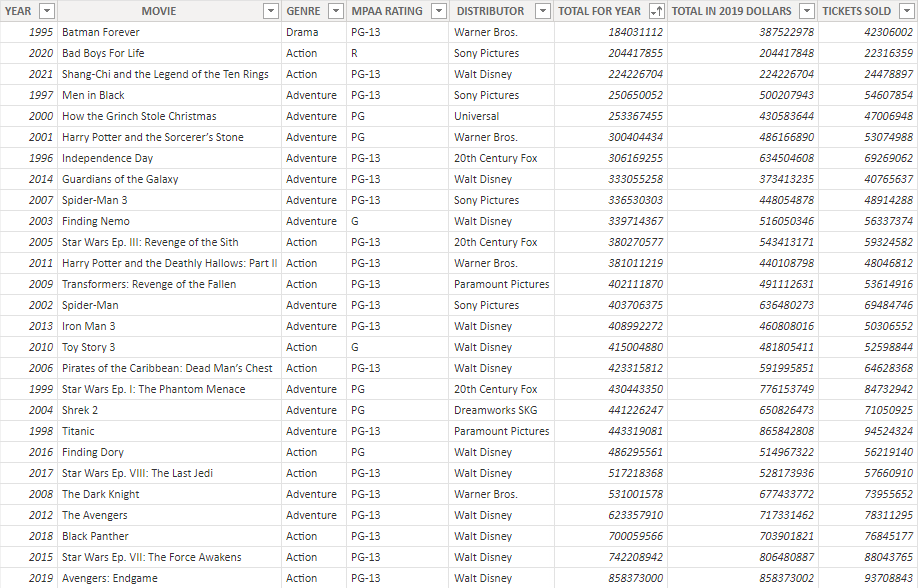 YEAR MOVIE GENRE MPAA RATING DISTRIBUTOR TOTAL FOR YEAR TOTAL IN 2019 DOLLARS TICKETS SOLD
1995 Batman Forever Drama PG-13 Warner Bros. 184031112 387522978 42306002
2020 Bad Boys For Life Action R Sony Pictures 204417855 204417848 22316359
2021 Shang-Chi and the Legend of the Ten Rings Action PG-13 Walt Disney 224226704 224226704 24478897
1997 Men in Black Adventure PG-13 Sony Pictures 250650052 500207943 54607854
2000 How the Grinch Stole Christmas Adventure PG Universal 253367455 430583644 47006948
2001 Harry Potter and the Sorcerer's Stone Adventure PG Warner Bros. 300404434 486166890 53074988
1996 Independence Day Adventure PG-13 20th Century Fox 306169255 634504608 69269062
2014 Guardians of the Galaxy Adventure PG-13 Walt Disney 333055258 373413235 40765637
2007 Spider-Man 3 Adventure PG-13 Sony Pictures 336530303 448054878 48914288
2003 Finding Nemo Adventure G Walt Disney 339714367 516050346 56337374
2005 Star Wars Ep. III: Revenge of the Sith Action PG-13 20th Century Fox 380270577 543413171 59324582
2011 Harry Potter and the Deathly Hallows: Part II Action PG-13 Warner Bros. 381011219 440108798 48046812
2009 Transformers: Revenge of the Fallen Action PG-13 Paramount Pictures 402111870 491112631 53614916
2002 Spider-Man Adventure PG-13 Sony Pictures 403706375 636480273 69484746
2013 Iron Man 3 Adventure PG-13 Walt Disney 408992272 460808016 50306552
2010 Toy Story 3 Action G Walt Disney 415004880 481805411 52598844
2006 Pirates of the Caribbean: Dead Man's Chest Action PG-13 Walt Disney 423315812 591995851 64628368
1999 Star Wars Ep. I: The Phantom Menace Adventure PG 20th Century Fox 430443350 776153749 84732942
2004 Shrek 2 Adventure PG Dreamworks SKG 441226247 650826473 71050925
1998 Titanic Adventure PG-13 Paramount Pictures 443319081 865842808 94524324
2016 Finding Dory Action PG Walt Disney 486295561 514967322 56219140
2017 Star Wars Ep. VIII: The Last Jedi Action PG-13 Walt Disney 517218368 528173936 57660910
2008 The Dark Knight Adventure PG-13 Warner Bros. 531001578 677433772 73955652
2012 The Avengers Adventure PG-13 Walt Disney 623357910 717331462 78311295
2018 Black Panther Action PG-13 Walt Disney 700059566 703901821 76845177
2015 Star Wars Ep. VII: The Force Awakens Action PG-13 Walt Disney 742208942 806480887 88043765
2019 Avengers: Endgame Action PG-13 Walt Disney 858373000 858373002 93708843